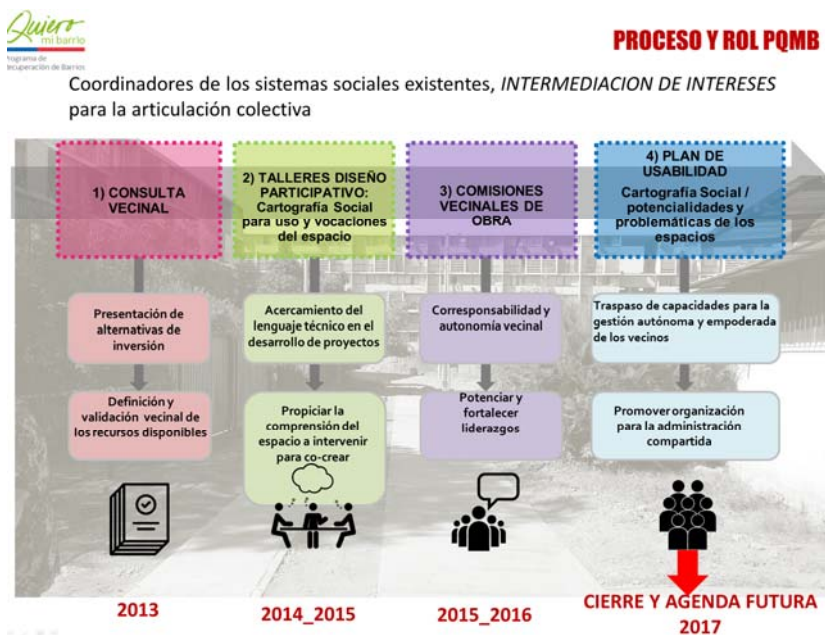 Quiero
mi barrio
Programa de
Recuperación de Barrios
PROCESO Y ROL PQMB
Coordinadores de los sistemas sociales existentes, INTERMEDIACION DE INTERESES
para la articulación colectiva
1) CONSULTA
VECINAL
Presentación de
alternativas de
inversión
Definición y
validación vecinal de
los recursos disponibles
2013
2) TALLERES DISEÑO
PARTICIPATIVO:
Cartografía Social
para uso y vocaciones
del espacio
Acercamiento del
lenguaje técnico en el
desarrollo de proyectos
Propiciar la
comprensión del
espacio a intervenir
para co-crear
2014_2015
3) COMISIONES
VECINALES DE
OBRA
Corresponsabilidad y
autonomía vecinal
Potenciar y
fortalecer
liderazgos
2015_2016
4) PLAN DE
USABILIDAD
Cartografía Social /
potencialidades y
problemáticas de los
espacios
Traspaso de capacidades para la
gestión autónoma y empoderada
de los vecinos
Promover organización
para la administración
compartida
CIERRE Y AGENDA FUTURA
2017